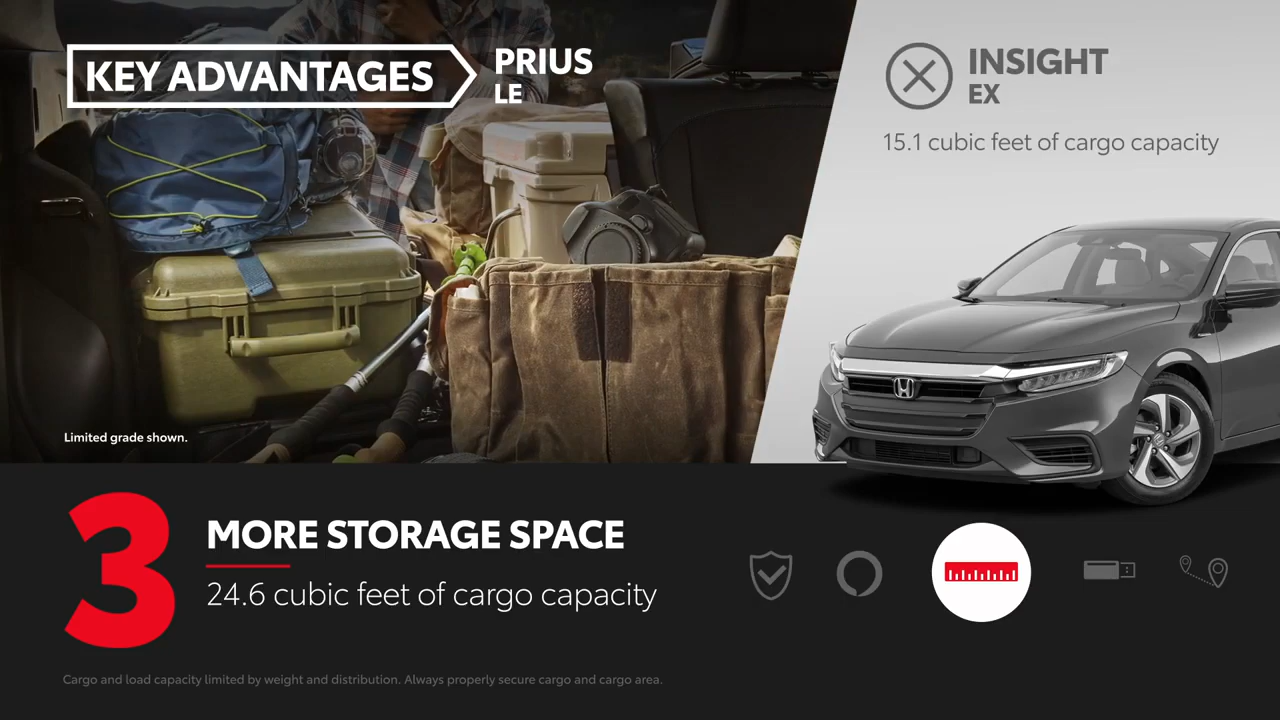 KEY ADVANTAGES
PRIUS
LE
INSIGHT
EX
15.1 cubic feet of cargo capacity
Limited grade shown.
3
MORE STORAGE SPACE
24.6 cubic feet of cargo capacity
Cargo and load capacity limited by weight and distribution. Always properly secure cargo and cargo area.